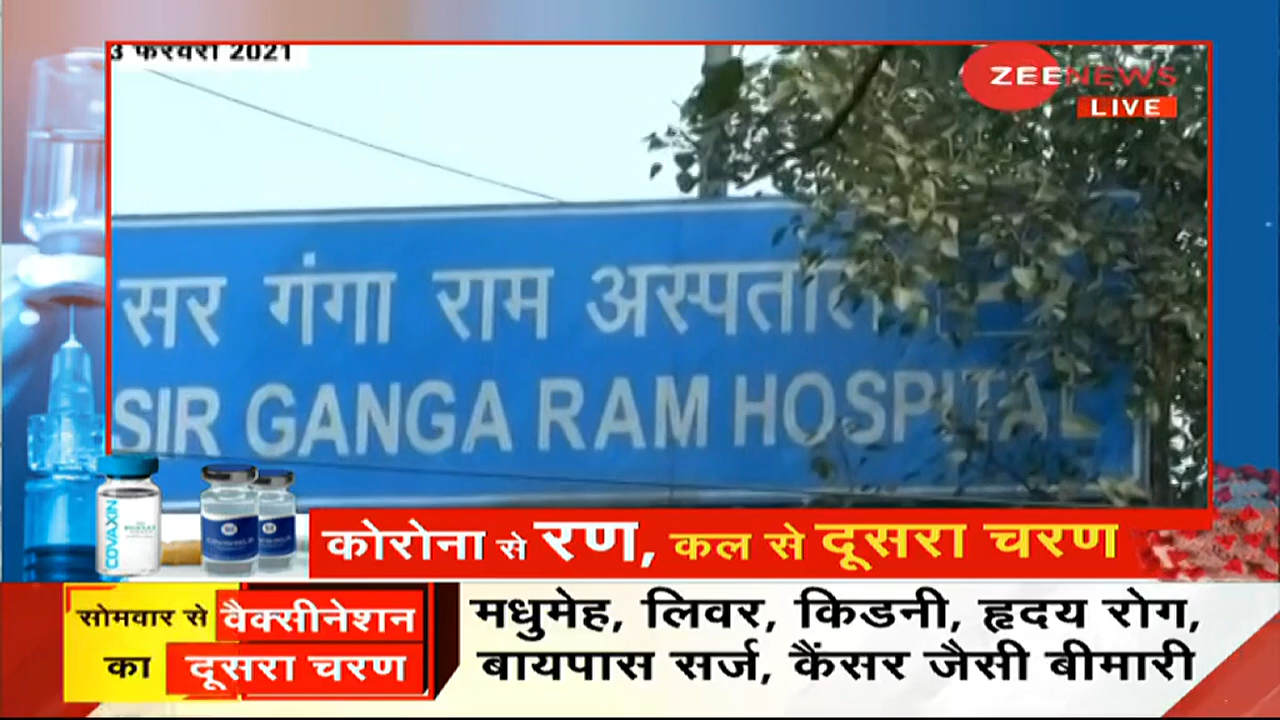 3 फरवरी 2021
ZEE NEWS
LIVE
सर गंगा राम अस्पताल
SIR GANGA RAM HOSPITAL
COVAXIN
कोरोना से रण, कल से दूसरा चरण
सोमवार से वैक्सीनेशन
का दूसरा चरण
मधुमेह, लिवर, किडनी, हृदय रोग,
बायपास सर्ज, कैंसर जैसी बीमारी